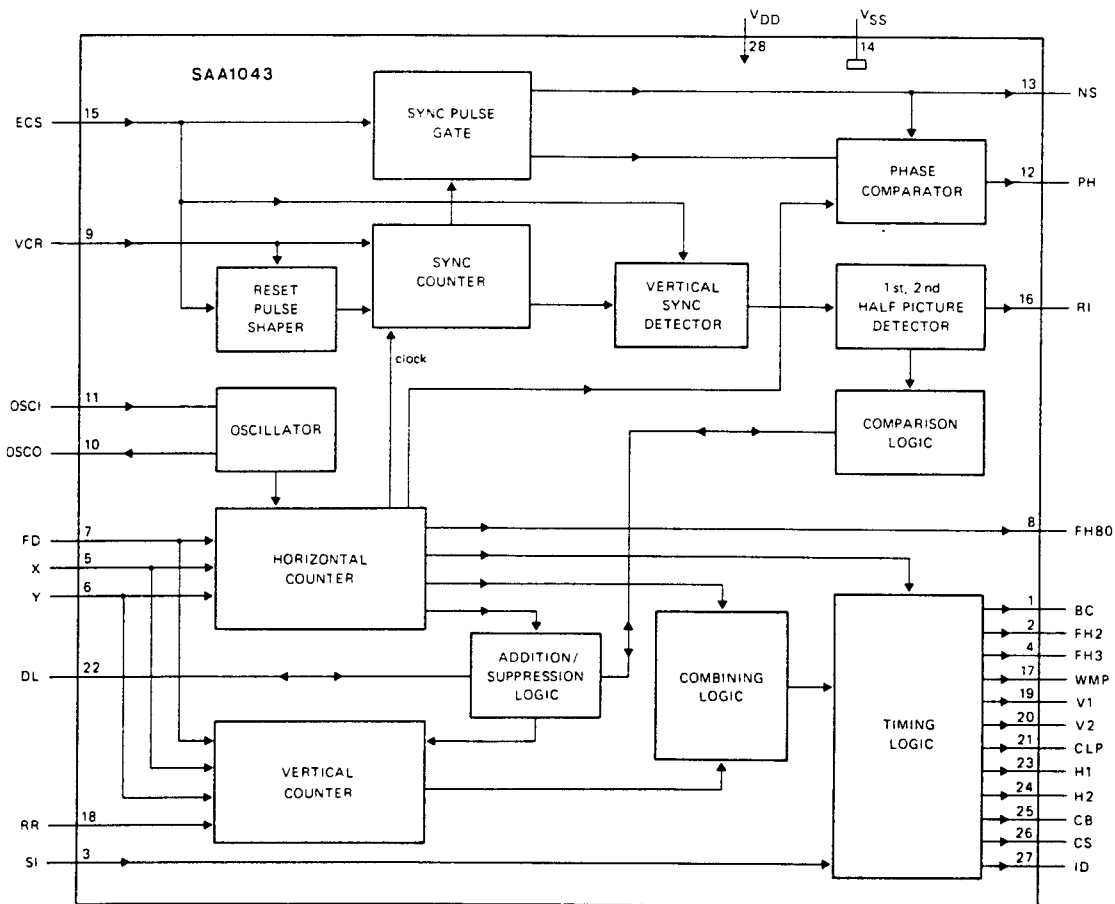 VDD
VSS
28
14
SAA1043
13 NS
ECS 15
SYNC PULSE
GATE
PHASE
COMPARATOR
12 PH
VCR 9
SYNC
COUNTER
RESET
PULSE
SHAPER
VERTICAL
SYNC
DETECTOR
1st, 2nd
HALF PICTURE
DETECTOR
16 RI
clock
OSCI 11
OSCO 10
OSCILLATOR
COMPARISON
LOGIC
FD 7
X 5
Y 6
HORIZONTAL
COUNTER
8 FH80
DL 22
ADDITION/
SUPPRESSION
LOGIC
COMBINING
LOGIC
TIMING
LOGIC
VERTICAL
COUNTER
RR 18
SI 3
1 BC
2 FH2
4 FH3
17 WMP
19 V1
20 V2
21 CLP
23 H1
24 H2
25 CB
26 CS
27 ID